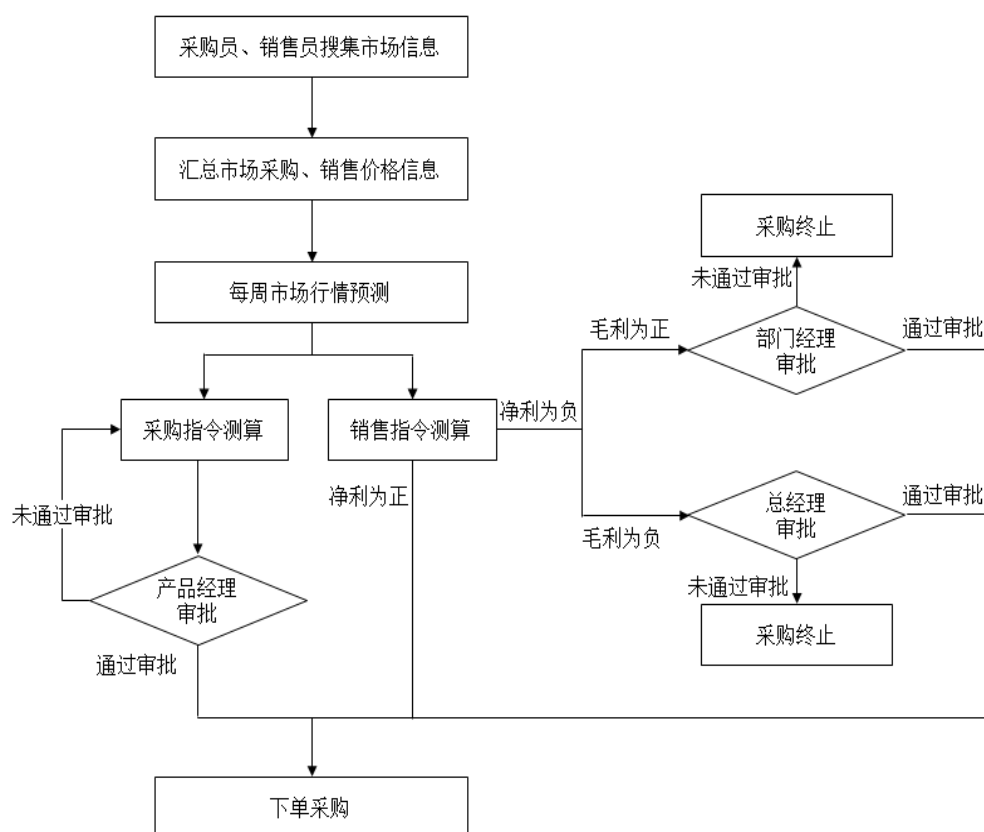 采购员、销售员搜集市场信息
汇总市场采购、销售价格信息
采购终止
未通过审批
每周市场行情预测
毛利为正
部门经理
审批
通过审批
采购指令测算
销售指令测算
净利为负
净利为正
未通过审批
总经理
审批
通过审批
毛利为负
产品经理
审批
未通过审批
采购终止
通过审批
下单采购